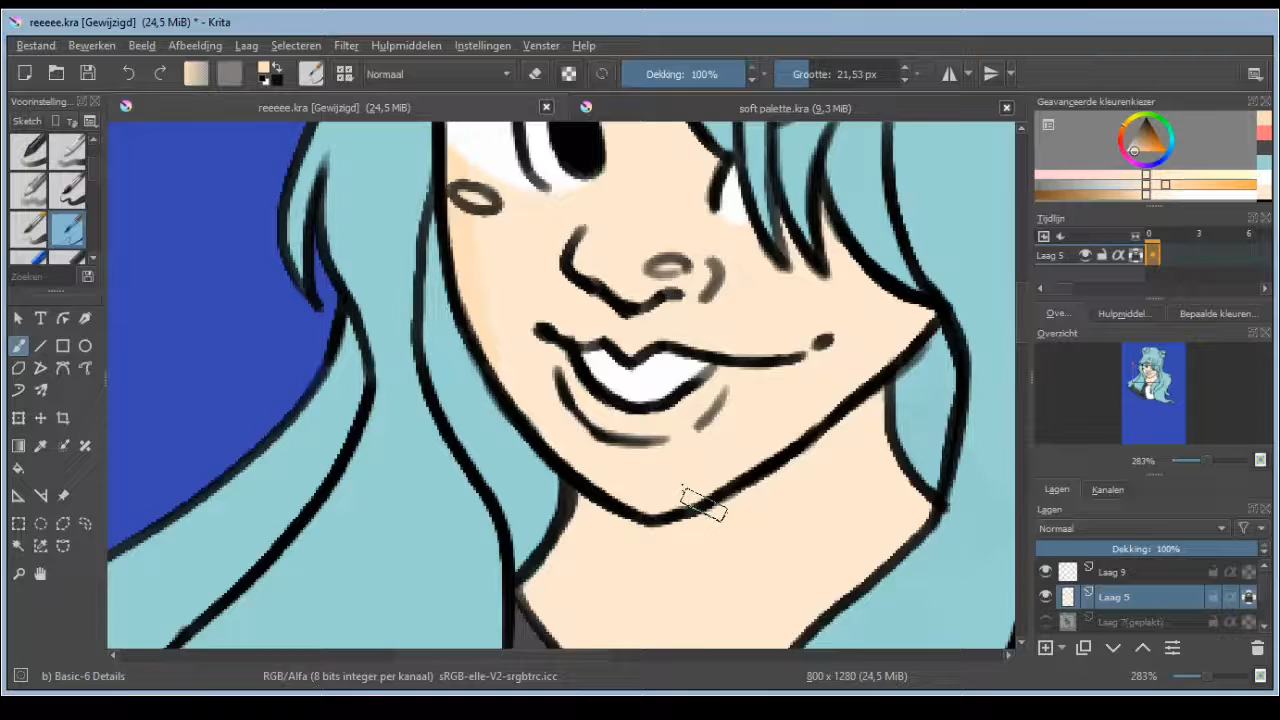 reeeee.kra [Gewijzigd] (24,5 MiB) * - Krita
Bestand Bewerken Beeld Afbeelding Laag Selecteren Filter Hulpmiddelen Instellingen Venster Help
Normaal Dekking: 100% Grootte: 21,53 px
Voorinstelling...
reeeee.kra [Gewijzigd] (24,5 MiB) soft palette.kra (9,3 MiB)
Geavanceerde kleurenkiezer
Sketch
Tijdlijn
0 3 6
Laag 5
Zoeken
Ove... Hulpmiddel... Bepaalde kleuren...
Overzicht
283%
Lagen Kanalen
Lagen
Normaal
Dekking: 100%
Laag 9
Laag 5
Laag 7(geplakt)
b) Basic-6 Details RGB/Alfa (8 bits integer per kanaal) sRGB-elle-V2-srgbtrc.icc 800 x 1280 (24,5 MiB) 283%